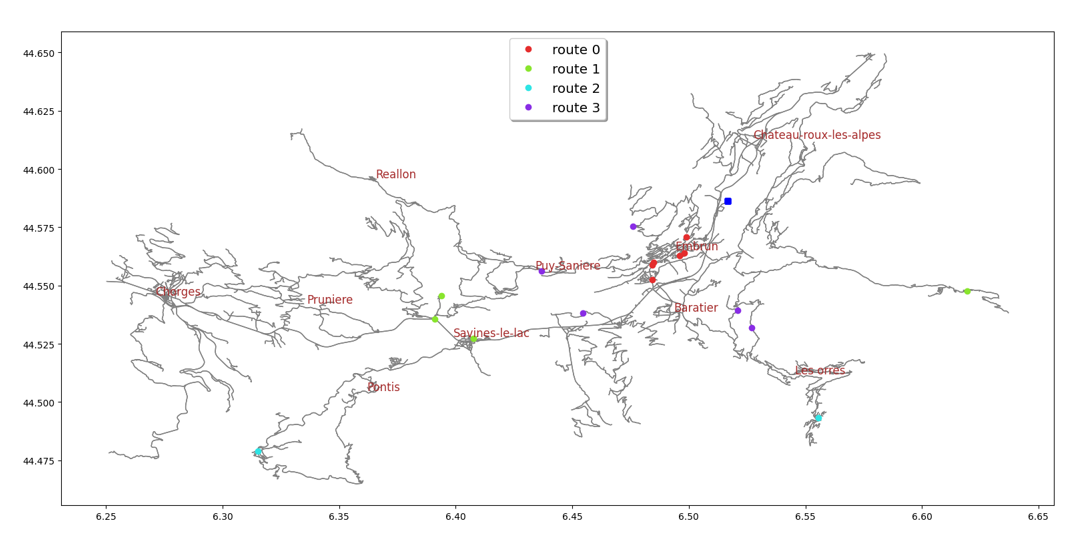 route 0
route 1
route 2
route 3
44.650
44.625
44.600
44.575
44.550
44.525
44.500
44.475
Chateau-roux-les-alpes
Reallon
Embrun
Puy-Saniere
Chorges
Pruniere
Baratier
Savines-le-lac
Les orres
Pontis
6.25 6.30 6.35 6.40 6.45 6.50 6.55 6.60 6.65